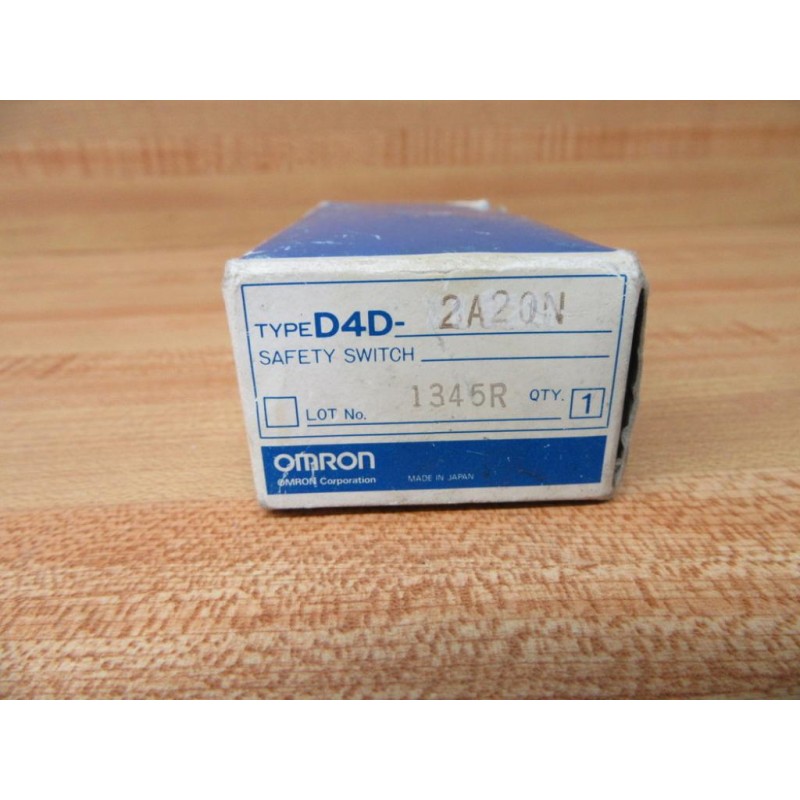 TYPE D4D- 2A20N
SAFETY SWITCH
LOT No. 1345R QTY. 1
OMRON
OMRON Corporation MADE IN JAPAN